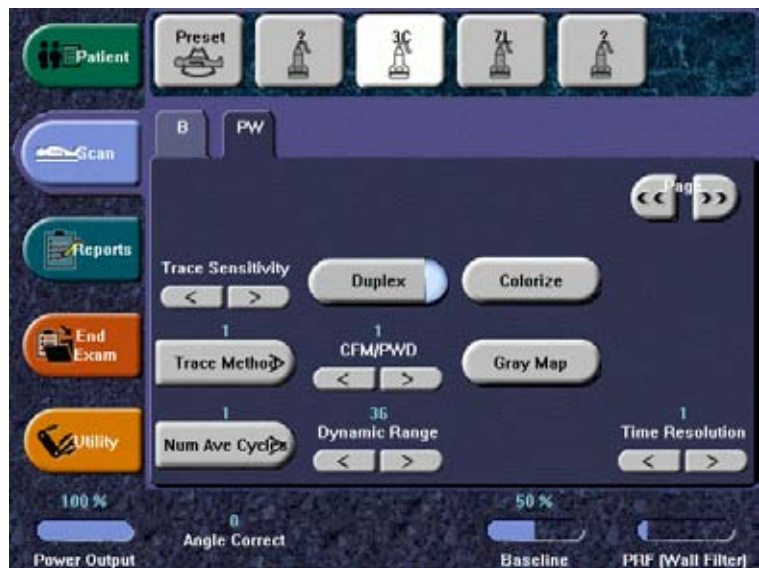 Patient
Preset
2
3C
7L
2
Scan
B
PW
Page
<<
>>
Reports
Trace Sensitivity
<
>
Duplex
Colorize
End
Exam
1
Trace Method
1
CFM/PWD
<
>
Gray Map
Utility
1
Num Ave Cycles
36
Dynamic Range
<
>
1
Time Resolution
<
>
100 %
Power Output
0
Angle Correct
50 %
Baseline
PRF [Wall Filter]